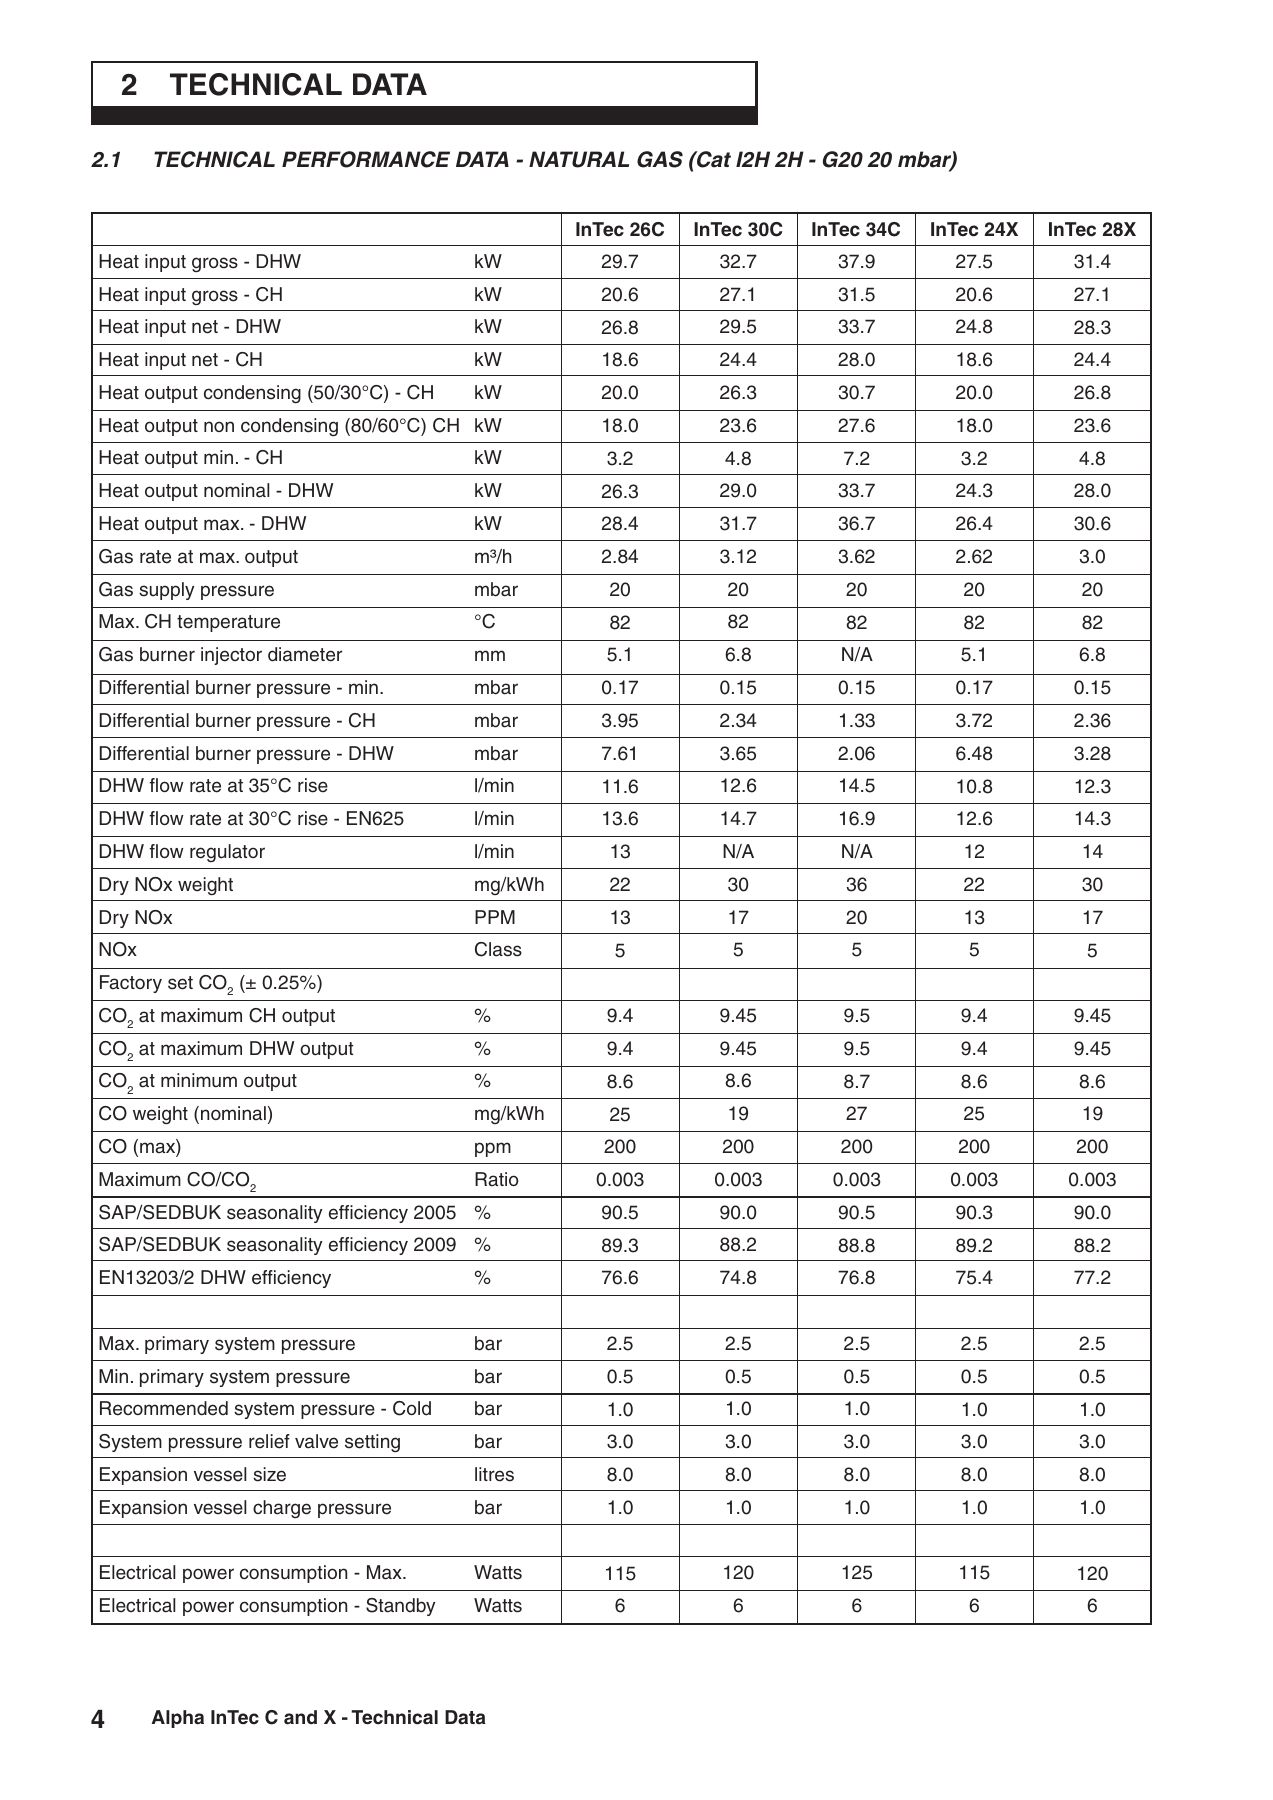 2 TECHNICAL DATA
2.1 TECHNICAL PERFORMANCE DATA - NATURAL GAS (Cat I2H 2H - G20 20 mbar)
InTec 26C InTec 30C InTec 34C InTec 24X InTec 28X
Heat input gross - DHW kW 29.7 32.7 37.9 27.5 31.4
Heat input gross - CH kW 20.6 27.1 31.5 20.6 27.1
Heat input net - DHW kW 26.8 29.5 33.7 24.8 28.3
Heat input net - CH kW 18.6 24.4 28.0 18.6 24.4
Heat output condensing (50/30°C) - CH kW 20.0 26.3 30.7 20.0 26.8
Heat output non condensing (80/60°C) CH kW 18.0 23.6 27.6 18.0 23.6
Heat output min. - CH kW 3.2 4.8 7.2 3.2 4.8
Heat output nominal - DHW kW 26.3 29.0 33.7 24.3 28.0
Heat output max. - DHW kW 28.4 31.7 36.7 26.4 30.6
Gas rate at max. output m³/h 2.84 3.12 3.62 2.62 3.0
Gas supply pressure mbar 20 20 20 20 20
Max. CH temperature °C 82 82 82 82 82
Gas burner injector diameter mm 5.1 6.8 N/A 5.1 6.8
Differential burner pressure - min. mbar 0.17 0.15 0.15 0.17 0.15
Differential burner pressure - CH mbar 3.95 2.34 1.33 3.72 2.36
Differential burner pressure - DHW mbar 7.61 3.65 2.06 6.48 3.28
DHW flow rate at 35°C rise l/min 11.6 12.6 14.5 10.8 12.3
DHW flow rate at 30°C rise - EN625 l/min 13.6 14.7 16.9 12.6 14.3
DHW flow regulator l/min 13 N/A N/A 12 14
Dry NOx weight mg/kWh 22 30 36 22 30
Dry NOx PPM 13 17 20 13 17
NOx Class 5 5 5 5 5
Factory set CO₂ (± 0.25%)
CO₂ at maximum CH output % 9.4 9.45 9.5 9.4 9.45
CO₂ at maximum DHW output % 9.4 9.45 9.5 9.4 9.45
CO₂ at minimum output % 8.6 8.6 8.7 8.6 8.6
CO weight (nominal) mg/kWh 25 19 27 25 19
CO (max) ppm 200 200 200 200 200
Maximum CO/CO₂ Ratio 0.003 0.003 0.003 0.003 0.003
SAP/SEDBUK seasonality efficiency 2005 % 90.5 90.0 90.5 90.3 90.0
SAP/SEDBUK seasonality efficiency 2009 % 89.3 88.2 88.8 89.2 88.2
EN13203/2 DHW efficiency % 76.6 74.8 76.8 75.4 77.2
Max. primary system pressure bar 2.5 2.5 2.5 2.5 2.5
Min. primary system pressure bar 0.5 0.5 0.5 0.5 0.5
Recommended system pressure - Cold bar 1.0 1.0 1.0 1.0 1.0
System pressure relief valve setting bar 3.0 3.0 3.0 3.0 3.0
Expansion vessel size litres 8.0 8.0 8.0 8.0 8.0
Expansion vessel charge pressure bar 1.0 1.0 1.0 1.0 1.0
Electrical power consumption - Max. Watts 115 120 125 115 120
Electrical power consumption - Standby Watts 6 6 6 6 6
4 Alpha InTec C and X - Technical Data